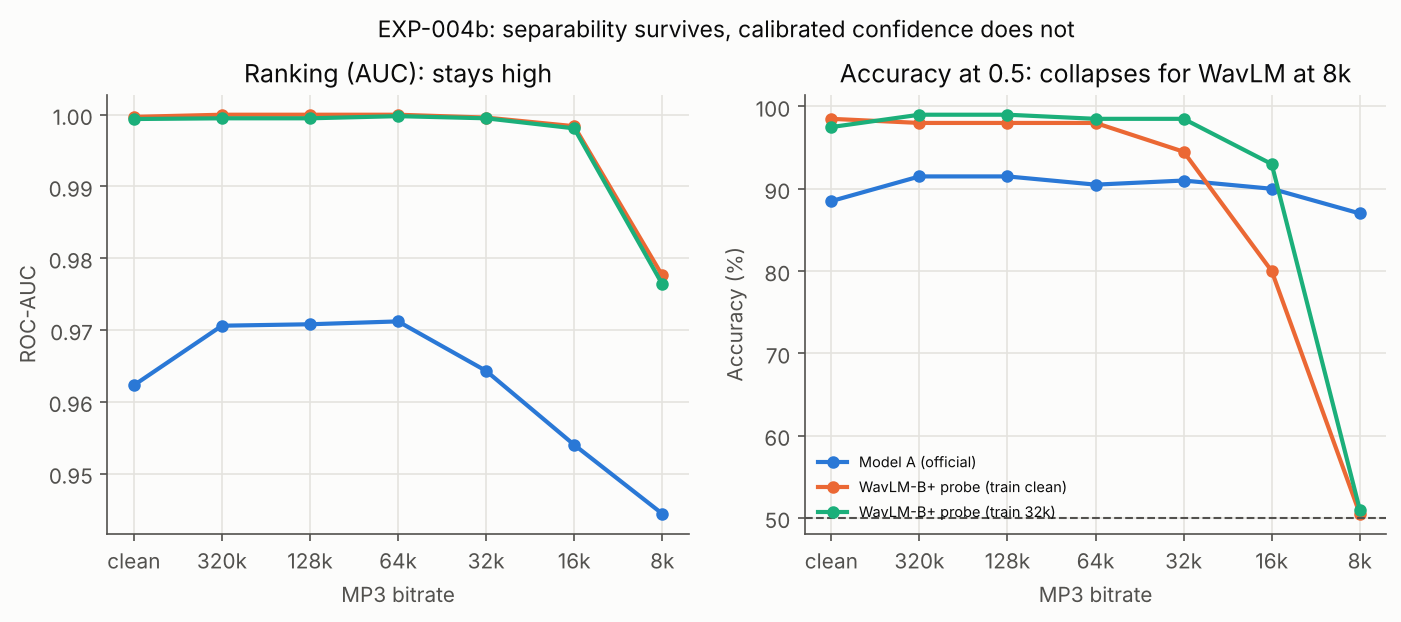 EXP-004b: separability survives, calibrated confidence does not
Ranking (AUC): stays high
ROC-AUC
1.00
0.99
0.98
0.97
0.96
0.95
clean 320k 128k 64k 32k 16k 8k
MP3 bitrate
Accuracy at 0.5: collapses for WavLM at 8k
Accuracy (%)
100
90
80
70
60
50
Model A (official)
WavLM-B+ probe (train clean)
WavLM-B+ probe (train 32k)
clean 320k 128k 64k 32k 16k 8k
MP3 bitrate